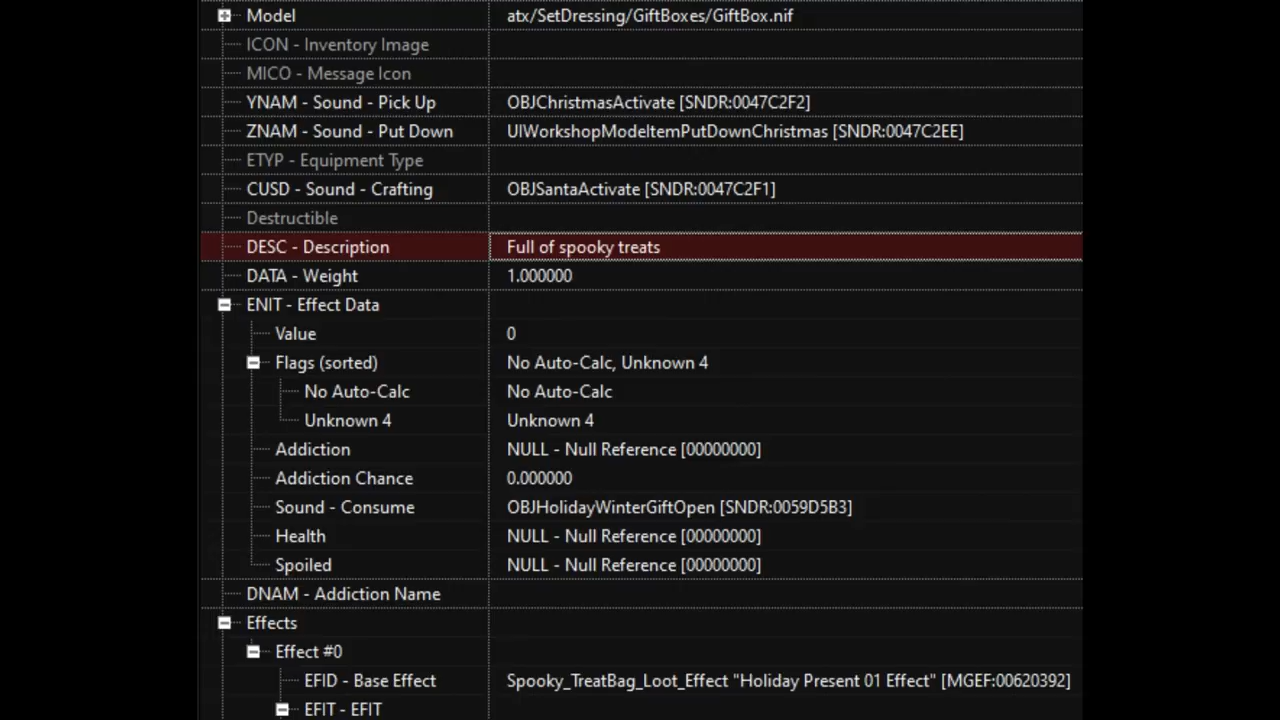 Model atx/SetDressing/GiftBoxes/GiftBox.nif
ICON - Inventory Image
MICO - Message Icon
YNAM - Sound - Pick Up OBJChristmasActivate [SNDR:0047C2F2]
ZNAM - Sound - Put Down UIWorkshopModeItemPutDownChristmas [SNDR:0047C2EE]
ETYP - Equipment Type
CUSD - Sound - Crafting OBJSantaActivate [SNDR:0047C2F1]
Destructible
DESC - Description Full of spooky treats
DATA - Weight 1.000000
ENIT - Effect Data
Value 0
Flags (sorted) No Auto-Calc, Unknown 4
No Auto-Calc No Auto-Calc
Unknown 4 Unknown 4
Addiction NULL - Null Reference [00000000]
Addiction Chance 0.000000
Sound - Consume OBJHolidayWinterGiftOpen [SNDR:0059D5B3]
Health NULL - Null Reference [00000000]
Spoiled NULL - Null Reference [00000000]
DNAM - Addiction Name
Effects
Effect #0
EFID - Base Effect Spooky_TreatBag_Loot_Effect "Holiday Present 01 Effect" [MGEF:00620392]
EFIT - EFIT